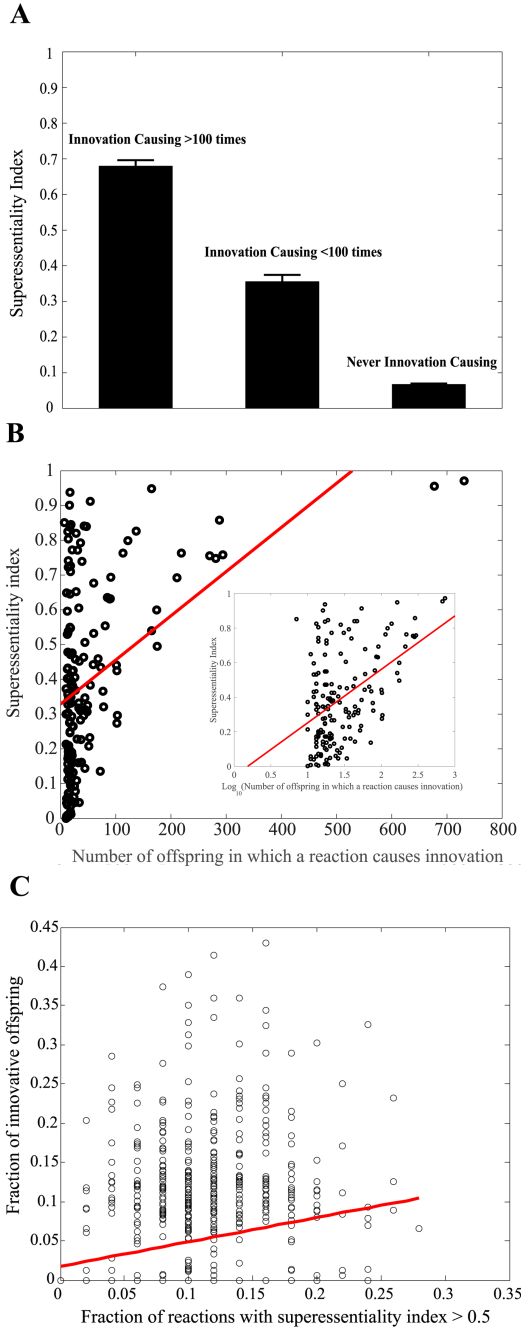 A
1
0.9
0.8
0.7
0.6
0.5
0.4
0.3
0.2
0.1
0
Superessentiality Index
Innovation Causing >100 times
Innovation Causing <100 times
Never Innovation Causing
B
1
0.9
0.8
0.7
0.6
0.5
0.4
0.3
0.2
0.1
0
Superessentiality index
0 100 200 300 400 500 600 700 800
Number of offspring in which a reaction causes innovation
1
0.8
0.6
0.4
0.2
0
Superessentiality Index
0 0.5 1 1.5 2 2.5 3
Log10(Number of offspring in which a reaction causes innovation)
C
0.45
0.4
0.35
0.3
0.25
0.2
0.15
0.1
0.05
0
Fraction of innovative offspring
0 0.05 0.1 0.15 0.2 0.25 0.3 0.35
Fraction of reactions with superessentiality index > 0.5